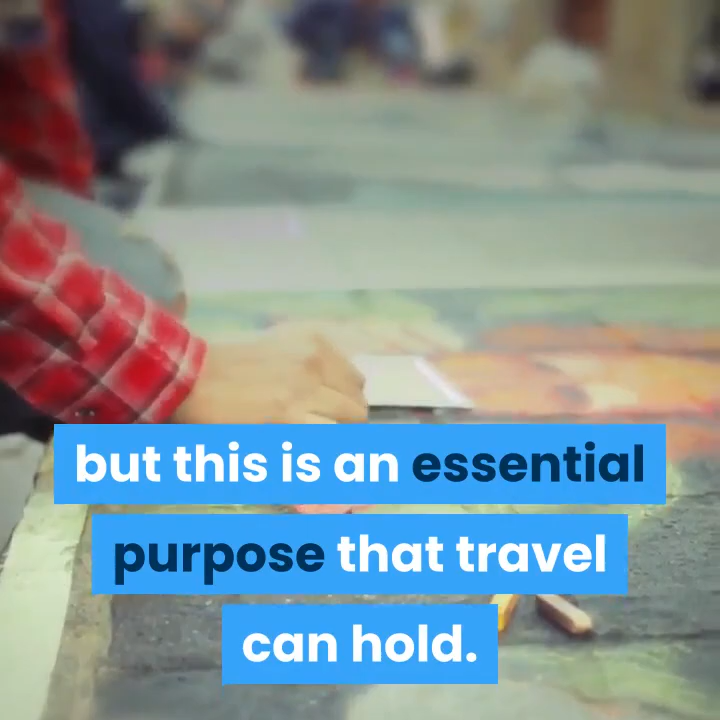 but this is an essential
purpose that travel
can hold.